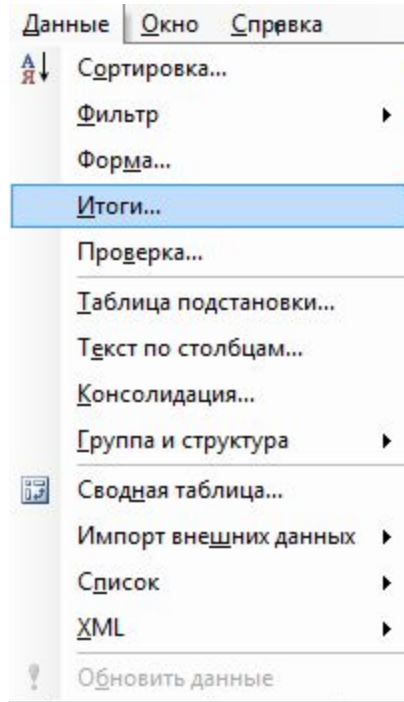 Данные Окно Справка
Сортировка...
Фильтр
Форма...
Итоги...
Проверка...
Таблица подстановки...
Текст по столбцам...
Консолидация...
Группа и структура
Сводная таблица...
Импорт внешних данных
Список
XML
Обновить данные